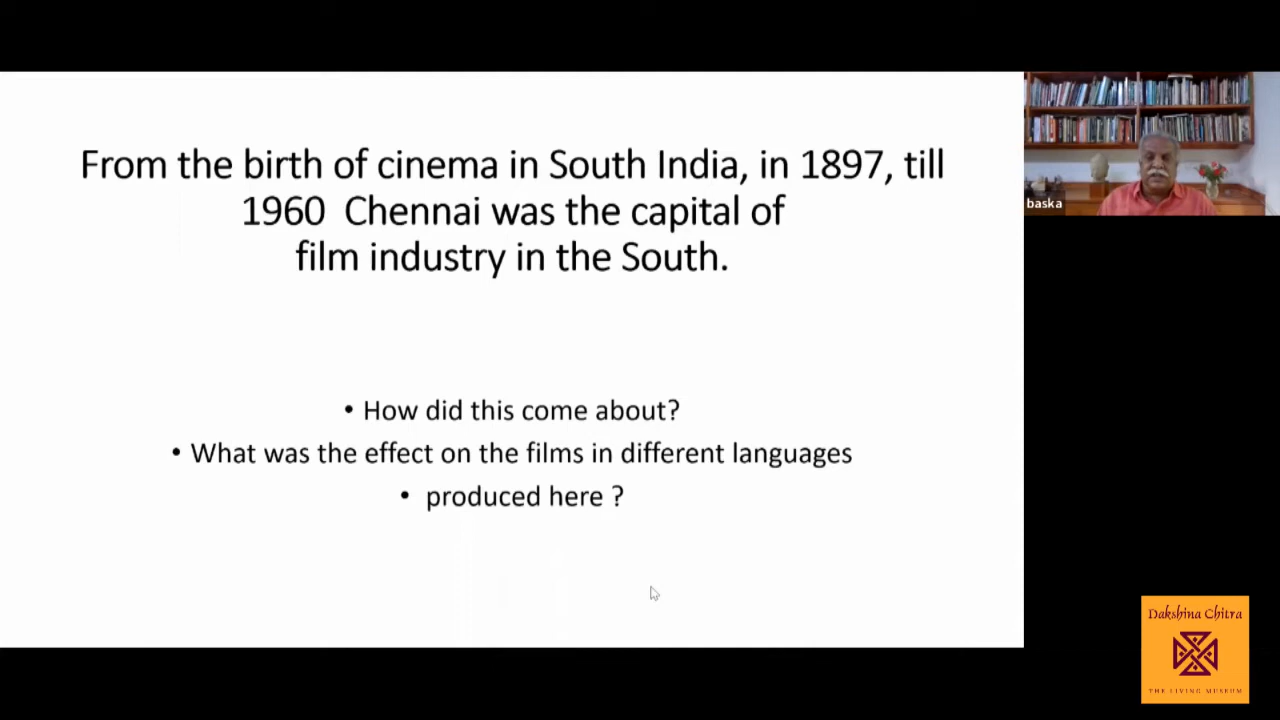 From the birth of cinema in South India, in 1897, till
1960 Chennai was the capital of
film industry in the South.
• How did this come about?
• What was the effect on the films in different languages
• produced here ?
baska
Dakshina Chitra
THE LIVING MUSEUM